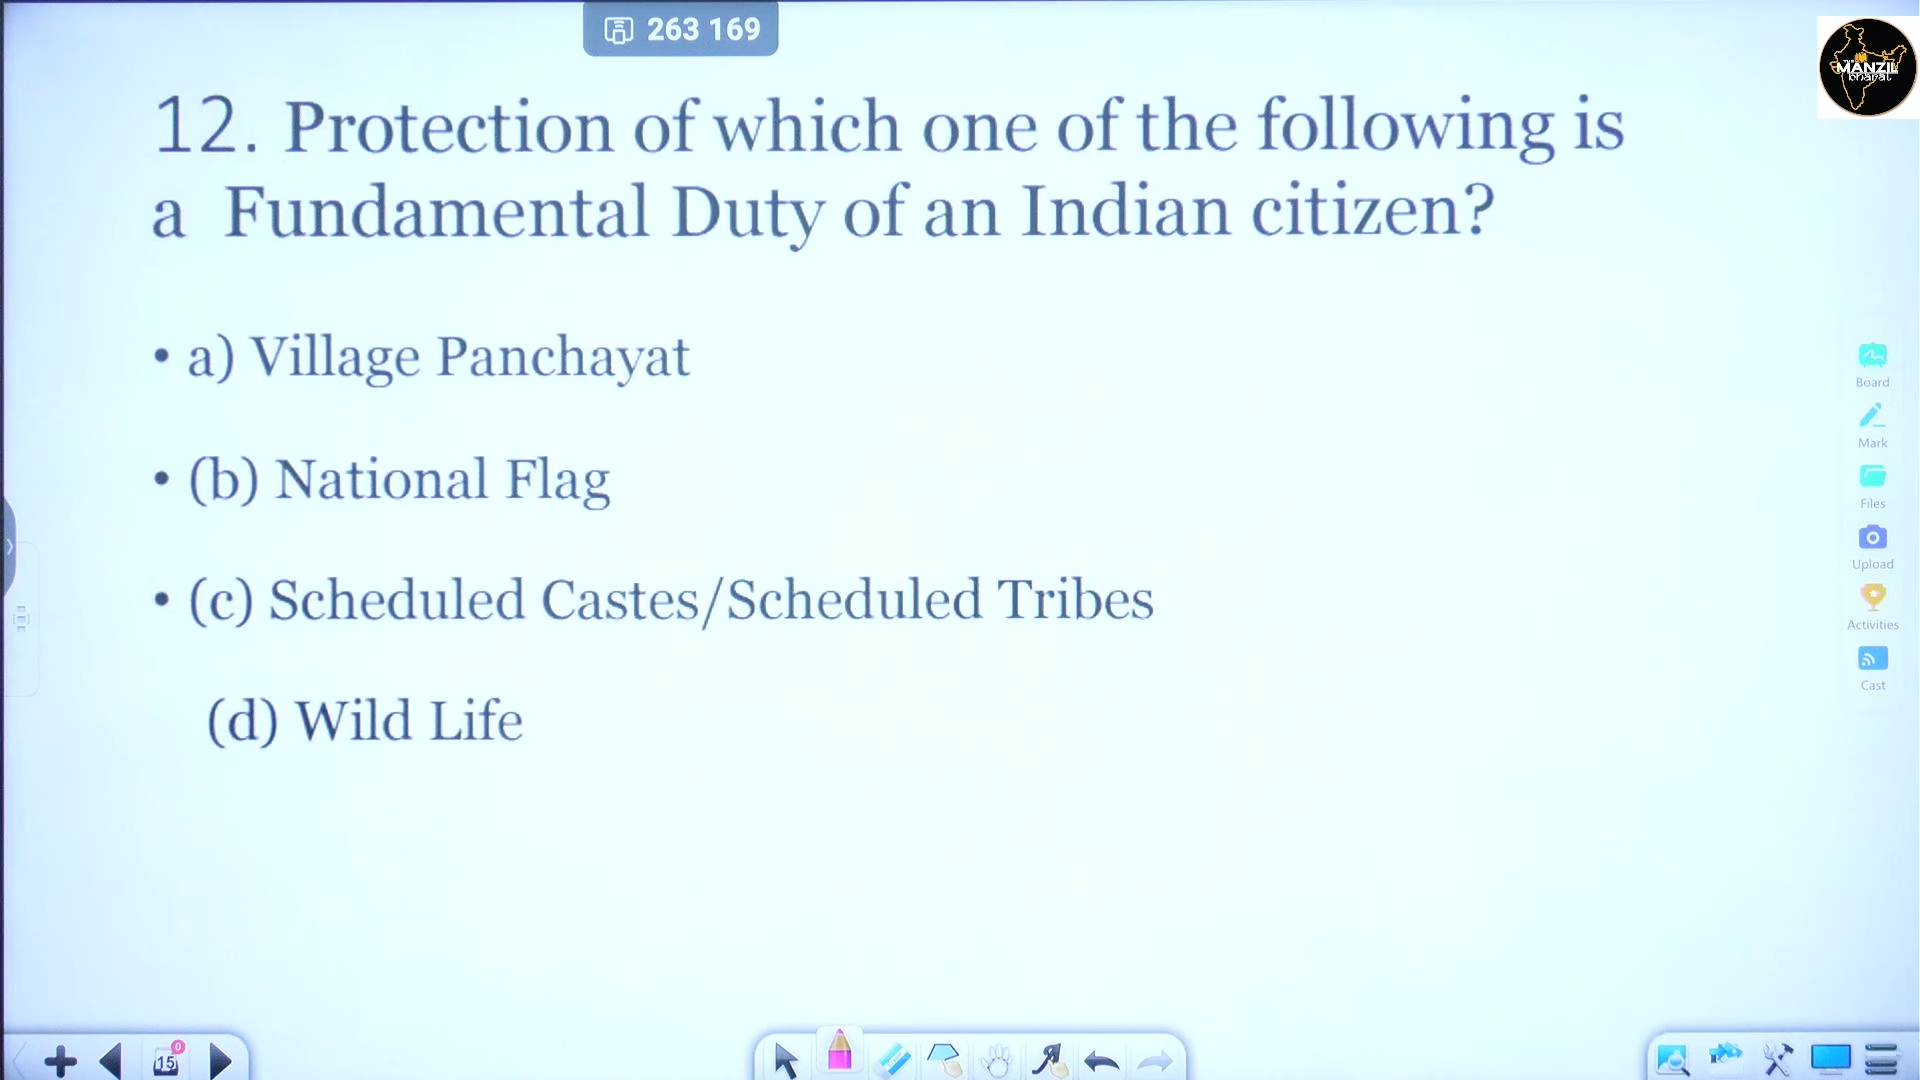 263 169
MANZIL
bharat
12. Protection of which one of the following is
a Fundamental Duty of an Indian citizen?
• a) Village Panchayat
• (b) National Flag
• (c) Scheduled Castes/Scheduled Tribes
(d) Wild Life
Board
Mark
Files
Upload
Activities
Cast
15
0